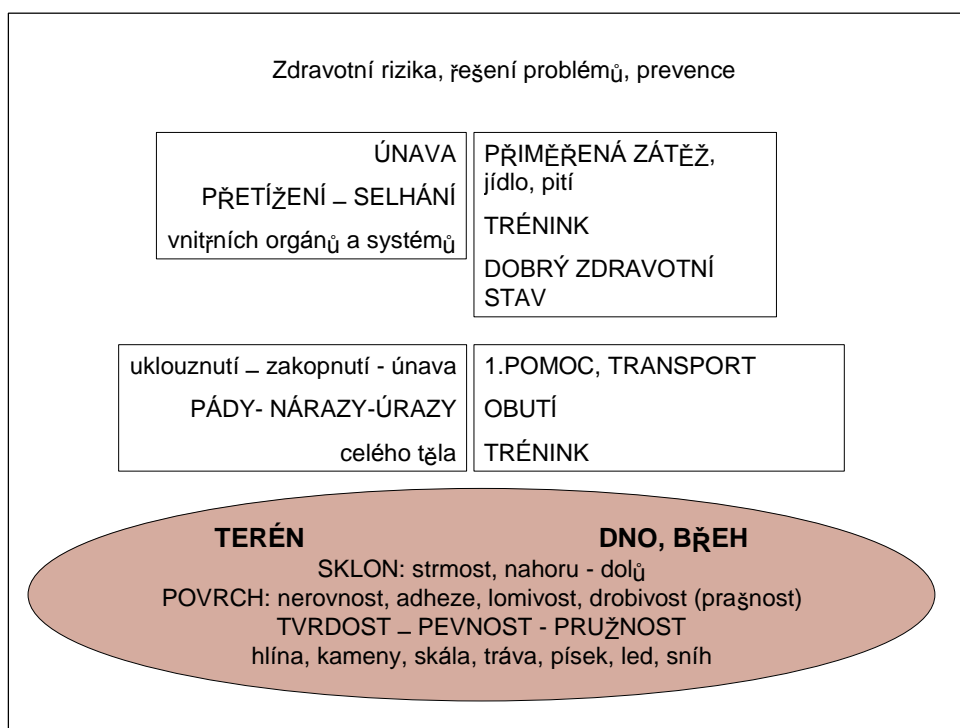 Zdravotní rizika, řešení problémů, prevence
ÚNAVA
PŘETÍŽENÍ – SELHÁNÍ
vnitřních orgánů a systémů
PŘIMĚŘENÁ ZÁTĚŽ,
jídlo, pití
TRÉNINK
DOBRÝ ZDRAVOTNÍ
STAV
uklouznutí – zakopnutí - únava
PÁDY- NÁRAZY-ÚRAZY
celého těla
1.POMOC, TRANSPORT
OBUTÍ
TRÉNINK
TERÉN DNO, BŘEH
SKLON: strmost, nahoru - dolů
POVRCH: nerovnost, adheze, lomivost, drobivost (prašnost)
TVRDOST – PEVNOST - PRUŽNOST
hlína, kameny, skála, tráva, písek, led, sníh